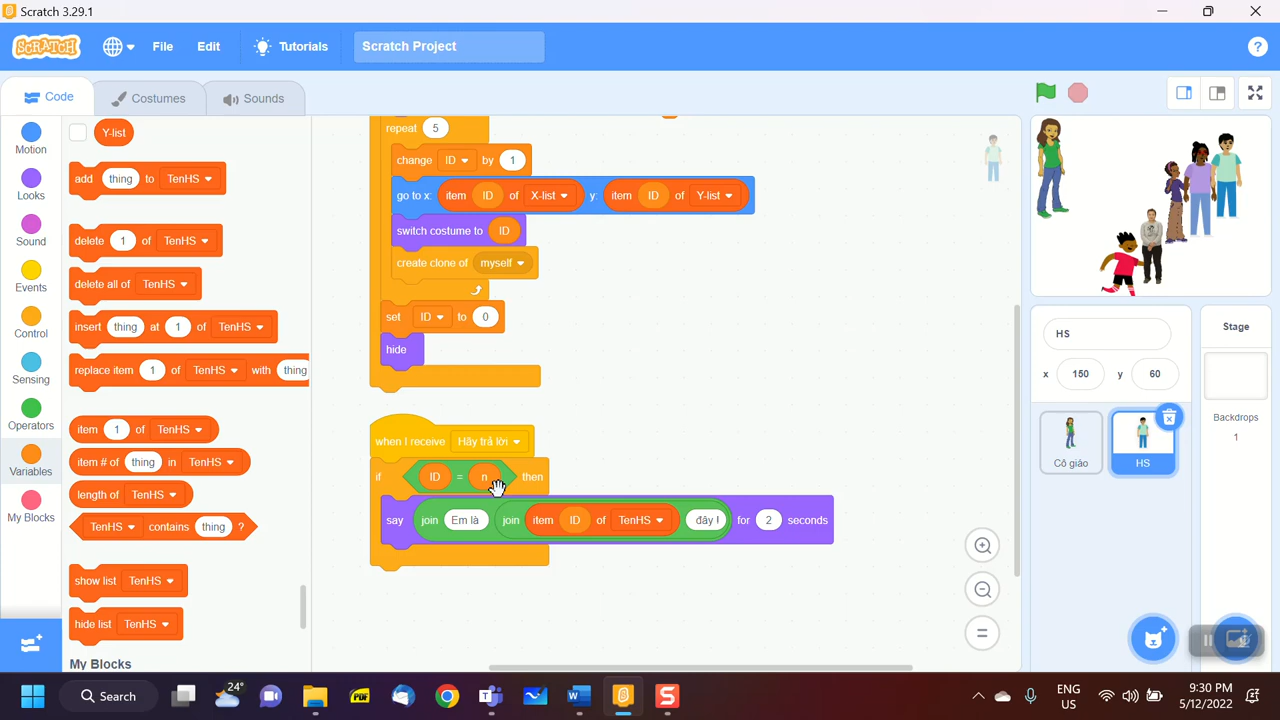 Scratch 3.29.1
SCRATCH File Edit Tutorials Scratch Project
Code Costumes Sounds
Motion
Looks
Sound
Events
Control
Sensing
Operators
Variables
My Blocks
Y-list
add thing to TenHS
delete 1 of TenHS
delete all of TenHS
insert thing at 1 of TenHS
replace item 1 of TenHS with thing
item 1 of TenHS
item # of thing in TenHS
length of TenHS
TenHS contains thing ?
show list TenHS
hide list TenHS
My Blocks
repeat 5
change ID by 1
go to x: item ID of X-list y: item ID of Y-list
switch costume to ID
create clone of myself
set ID to 0
hide
when I receive Hãy trả lời
if ID = n then
say join Em là join item ID of TenHS đây ! for 2 seconds
HS
x 150 y 60
Cô giáo
HS
Stage
Backdrops
1
Search
24°
PDF
ENG
US
9:30 PM
5/12/2022